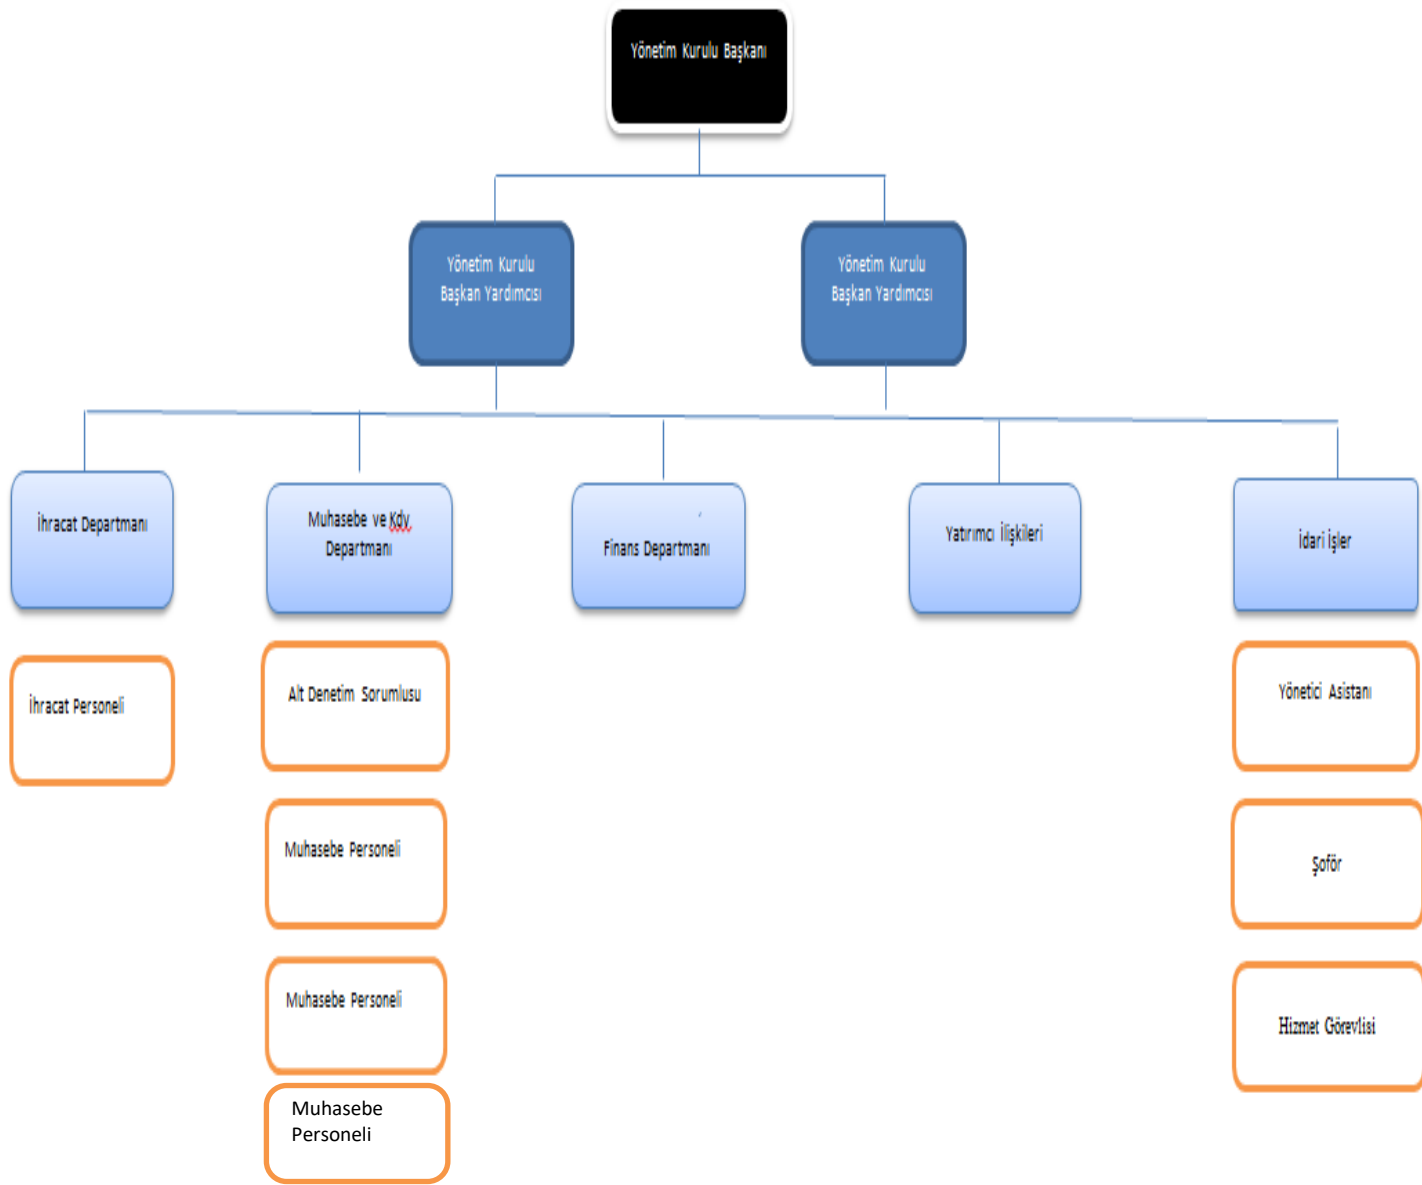 Yönetim Kurulu Başkanı
Yönetim Kurulu
Başkan Yardımcısı
Yönetim Kurulu
Başkan Yardımcısı
İhracat Departmanı
Muhasebe ve Kdv
Departmanı
Finans Departmanı
Yatırımcı İlişkileri
İdari İşler
İhracat Personeli
Alt Denetim Sorumlusu
Muhasebe Personeli
Muhasebe Personeli
Muhasebe
Personeli
Yönetici Asistanı
Şoför
Hizmet Görevlisi